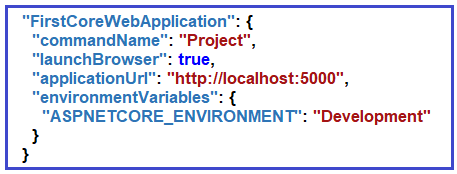 "FirstCoreWebApplication": {
"commandName": "Project",
"launchBrowser": true,
"applicationUrl": "http://localhost:5000",
"environmentVariables": {
"ASPNETCORE_ENVIRONMENT": "Development"
}
}